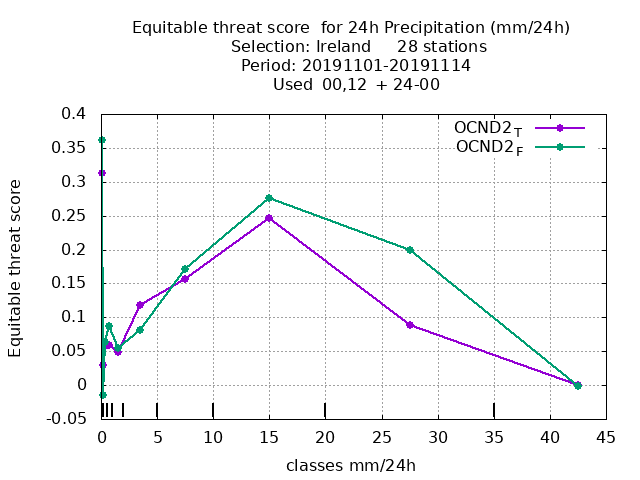 Equitable threat score  for 24h Precipitation (mm/24h)
Selection: Ireland     28 stations
Period: 20191101-20191114
Used  00,12  + 24-00
OCND2_T
OCND2_F
Equitable threat score
0.4
0.35
0.3
0.25
0.2
0.15
0.1
0.05
0
-0.05
0 5 10 15 20 25 30 35 40 45
classes mm/24h